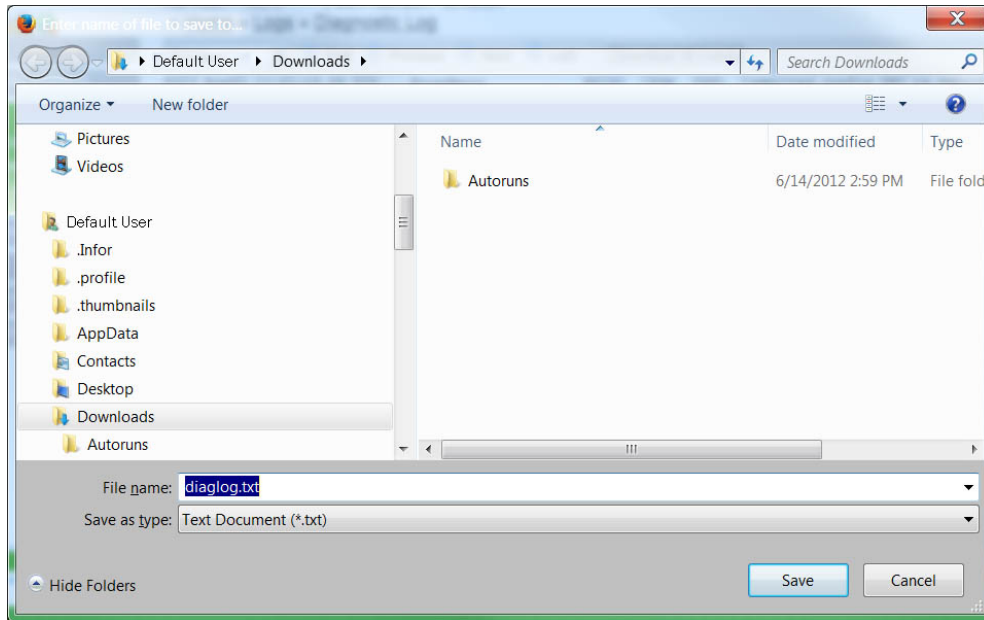 Enter name of file to save to...
Default User Downloads
Search Downloads
Organize New folder
Pictures
Videos
Default User
.Infor
.profile
.thumbnails
AppData
Contacts
Desktop
Downloads
Autoruns
Name Date modified Type
Autoruns 6/14/2012 2:59 PM File fold
File name: diaglog.txt
Save as type: Text Document (*.txt)
Hide Folders
Save Cancel